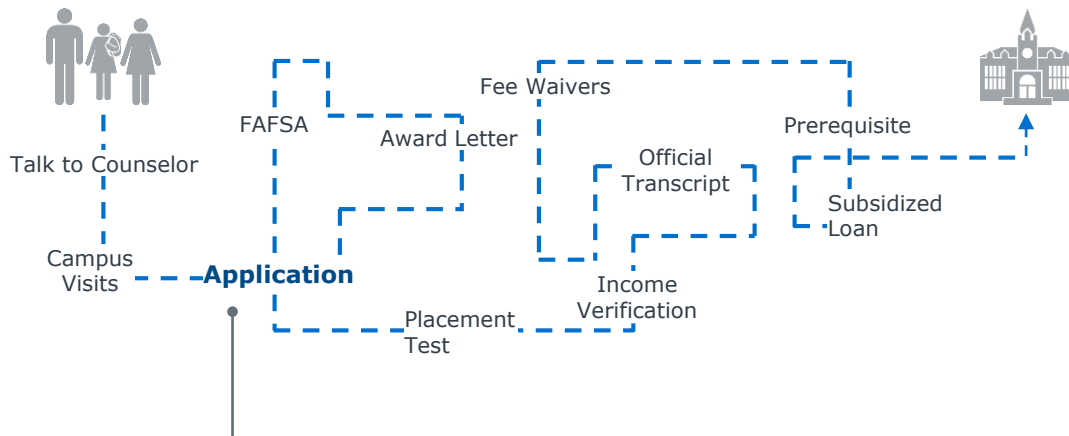 Talk to Counselor
Campus
Visits
Application
FAFSA
Award Letter
Placement
Test
Income
Verification
Official
Transcript
Fee Waivers
Prerequisite
Subsidized
Loan